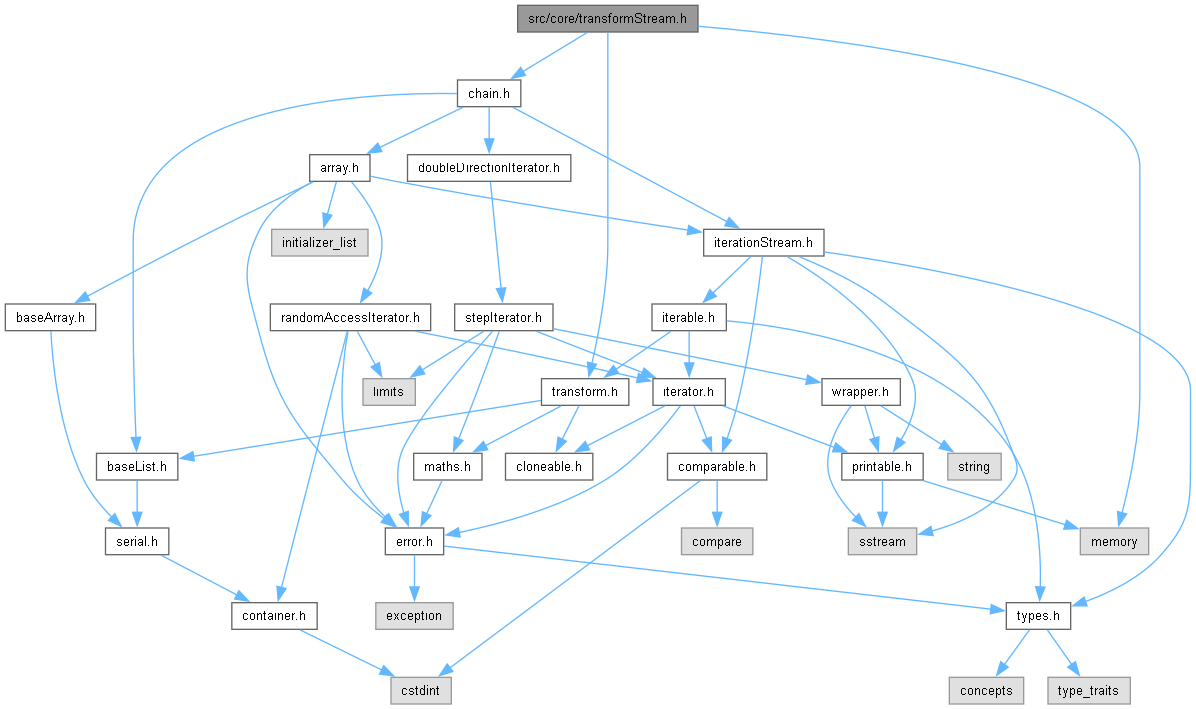 src/core/transformStream.h
chain.h
array.h
doubleDirectionIterator.h
initializer_list
iterationStream.h
baseArray.h
randomAccessIterator.h
stepIterator.h
iterable.h
limits
transform.h
iterator.h
wrapper.h
baseList.h
maths.h
cloneable.h
comparable.h
printable.h
string
serial.h
error.h
compare
sstream
memory
container.h
exception
types.h
cstdint
concepts
type_traits